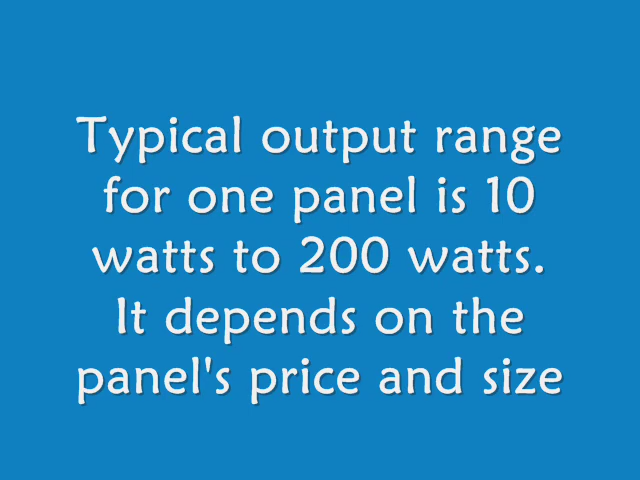 Typical output range
for one panel is 10
watts to 200 watts.
It depends on the
panel's price and size